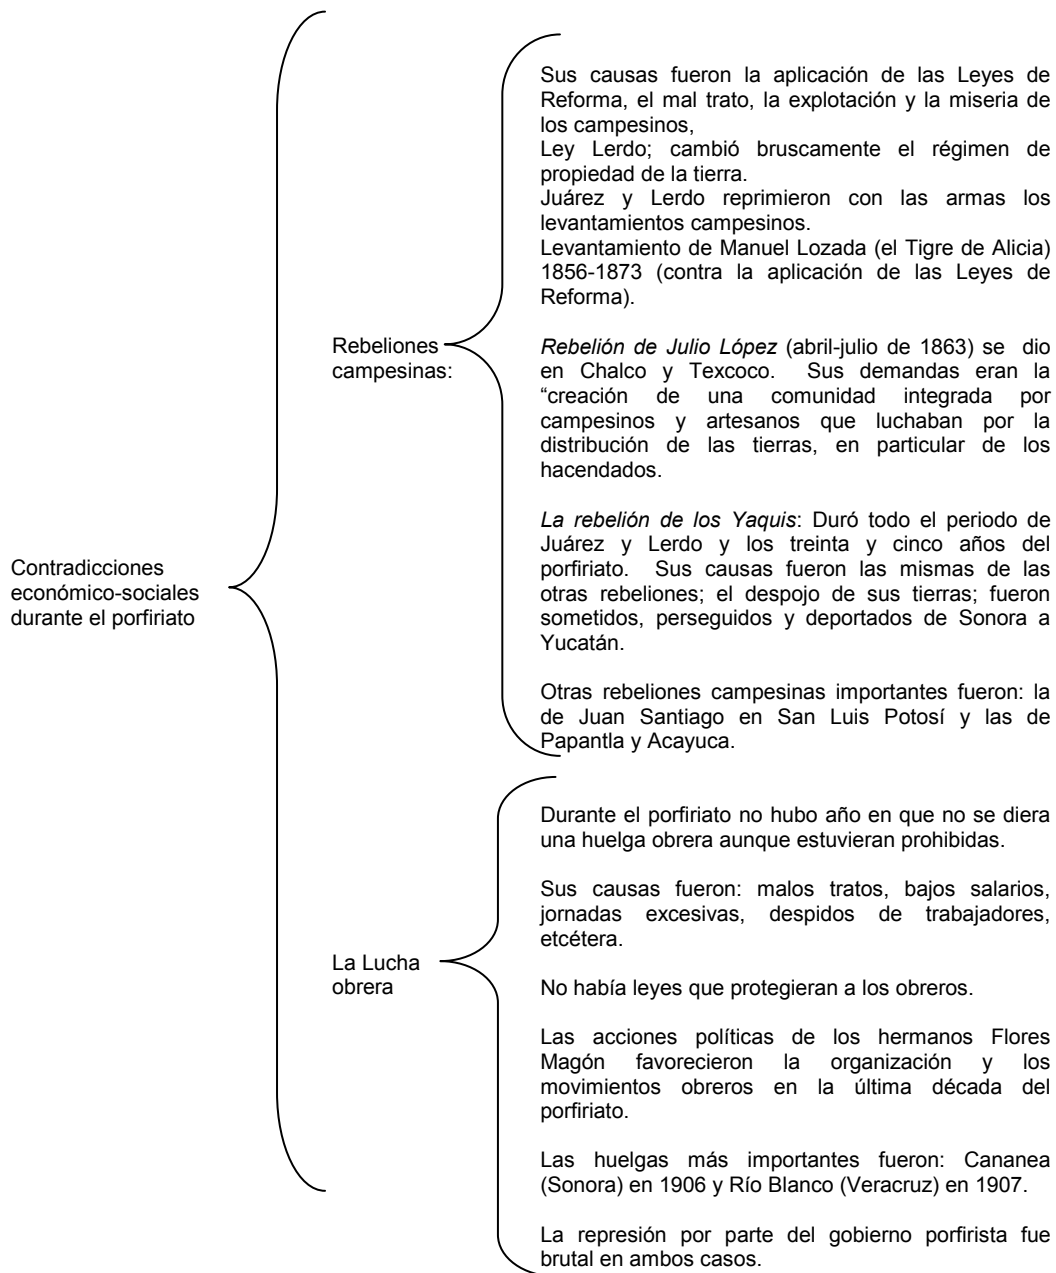 Contradicciones
económico-sociales
durante el porfiriato
Rebeliones
campesinas:
Sus causas fueron la aplicación de las Leyes de
Reforma, el mal trato, la explotación y la miseria de
los campesinos,
Ley Lerdo; cambió bruscamente el régimen de
propiedad de la tierra.
Juárez y Lerdo reprimieron con las armas los
levantamientos campesinos.
Levantamiento de Manuel Lozada (el Tigre de Alicia)
1856-1873 (contra la aplicación de las Leyes de
Reforma).
Rebelión de Julio López (abril-julio de 1863) se dio
en Chalco y Texcoco. Sus demandas eran la
“creación de una comunidad integrada por
campesinos y artesanos que luchaban por la
distribución de las tierras, en particular de los
hacendados.
La rebelión de los Yaquis: Duró todo el periodo de
Juárez y Lerdo y los treinta y cinco años del
porfiriato. Sus causas fueron las mismas de las
otras rebeliones; el despojo de sus tierras; fueron
sometidos, perseguidos y deportados de Sonora a
Yucatán.
Otras rebeliones campesinas importantes fueron: la
de Juan Santiago en San Luis Potosí y las de
Papantla y Acayuca.
La Lucha
obrera
Durante el porfiriato no hubo año en que no se diera
una huelga obrera aunque estuvieran prohibidas.
Sus causas fueron: malos tratos, bajos salarios,
jornadas excesivas, despidos de trabajadores,
etcétera.
No había leyes que protegieran a los obreros.
Las acciones políticas de los hermanos Flores
Magón favorecieron la organización y los
movimientos obreros en la última década del
porfiriato.
Las huelgas más importantes fueron: Cananea
(Sonora) en 1906 y Río Blanco (Veracruz) en 1907.
La represión por parte del gobierno porfirista fue
brutal en ambos casos.